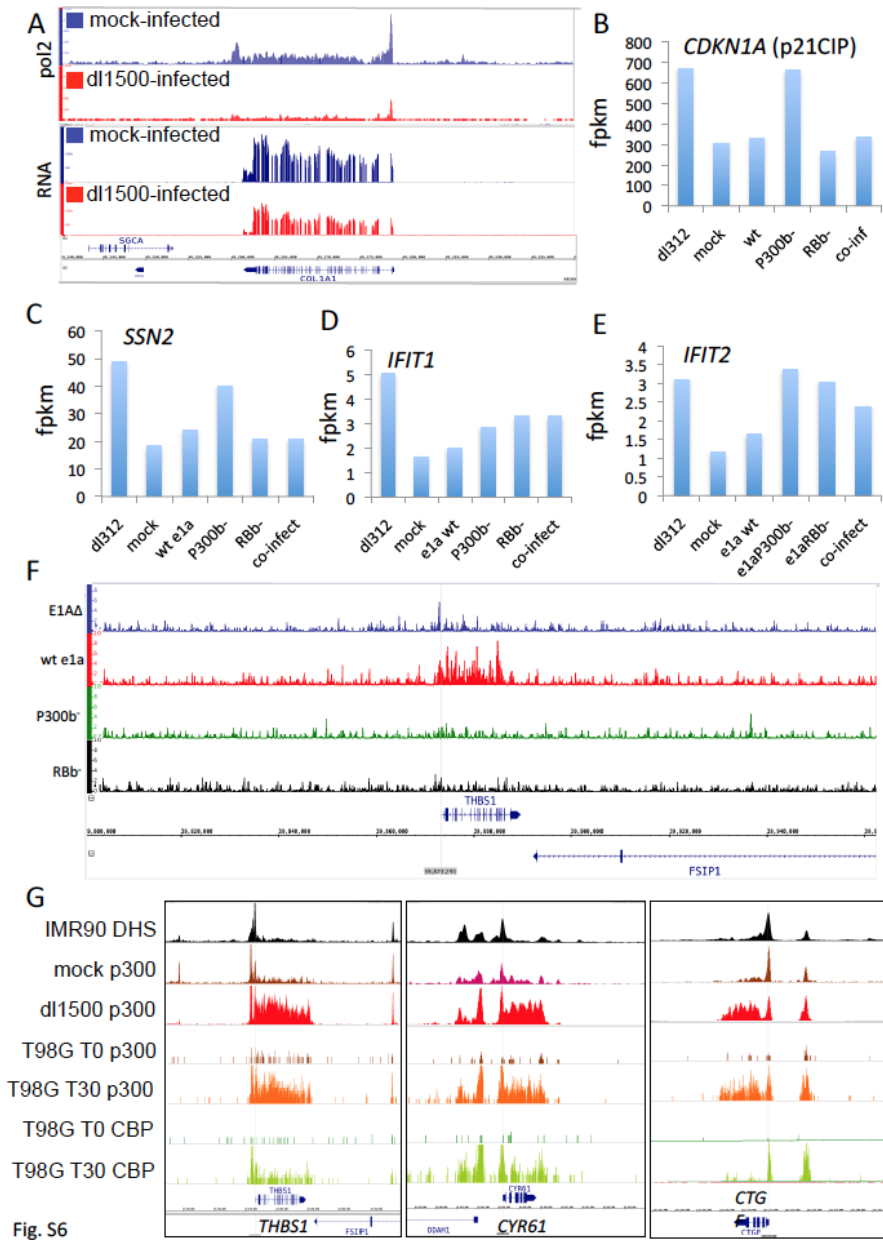 A
pol2
mock-infected
dl1500-infected
RNA
mock-infected
dl1500-infected
SGCA
COL1A1
B
CDKN1A (p21CIP)
fpkm
800
700
600
500
400
300
200
100
0
dl312
mock
wt
P300b-
RBb-
co-inf
C
SSN2
fpkm
60
50
40
30
20
10
0
dl312
mock
wt e1a
P300b-
RBb-
co-infect
D
IFIT1
fpkm
6
5
4
3
2
1
0
dl312
mock
e1a wt
P300b-
RBb-
co-infect
E
IFIT2
fpkm
4
3.5
3
2.5
2
1.5
1
0.5
0
dl312
mock
e1a wt
e1aP300b-
e1aRBb-
co-infect
F
E1AΔ
wt e1a
P300b-
RBb-
THBS1
FSIP1
G
IMR90 DHS
mock p300
dl1500 p300
T98G T0 p300
T98G T30 p300
T98G T0 CBP
T98G T30 CBP
THBS1
FSIP1
THBS1
CYR61
DDAH1
CYR61
CTG
F
CTGF
Fig. S6